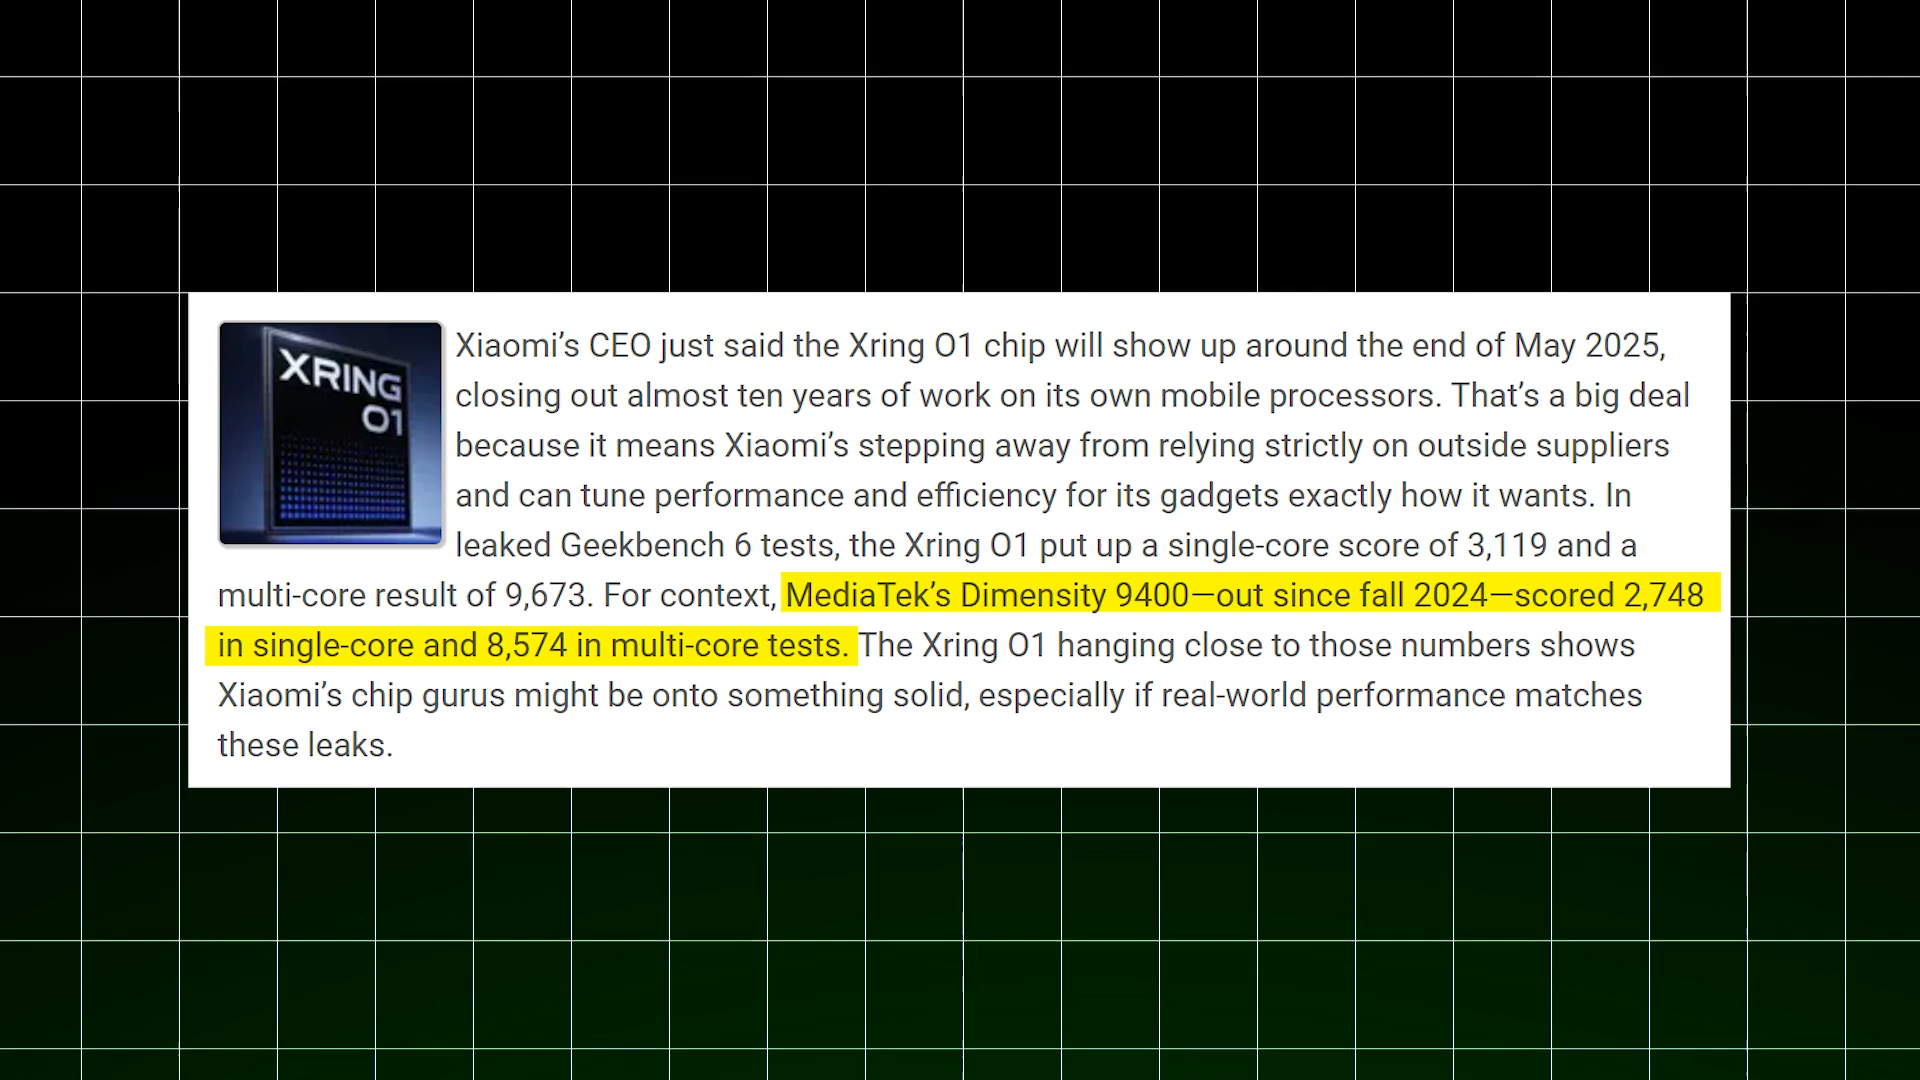 XRING
O1
Xiaomi’s CEO just said the Xring O1 chip will show up around the end of May 2025,
closing out almost ten years of work on its own mobile processors. That’s a big deal
because it means Xiaomi’s stepping away from relying strictly on outside suppliers
and can tune performance and efficiency for its gadgets exactly how it wants. In
leaked Geekbench 6 tests, the Xring O1 put up a single-core score of 3,119 and a
multi-core result of 9,673. For context, MediaTek’s Dimensity 9400—out since fall 2024—scored 2,748
in single-core and 8,574 in multi-core tests. The Xring O1 hanging close to those numbers shows
Xiaomi’s chip gurus might be onto something solid, especially if real-world performance matches
these leaks.